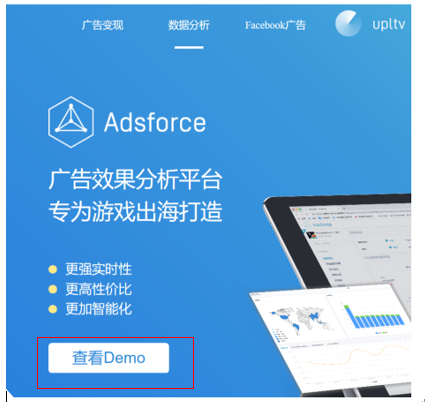 广告变现 数据分析 Facebook广告 upltv
Adsforce
广告效果分析平台
专为游戏出海打造
更强实时性
更高性价比
更加智能化
查看Demo